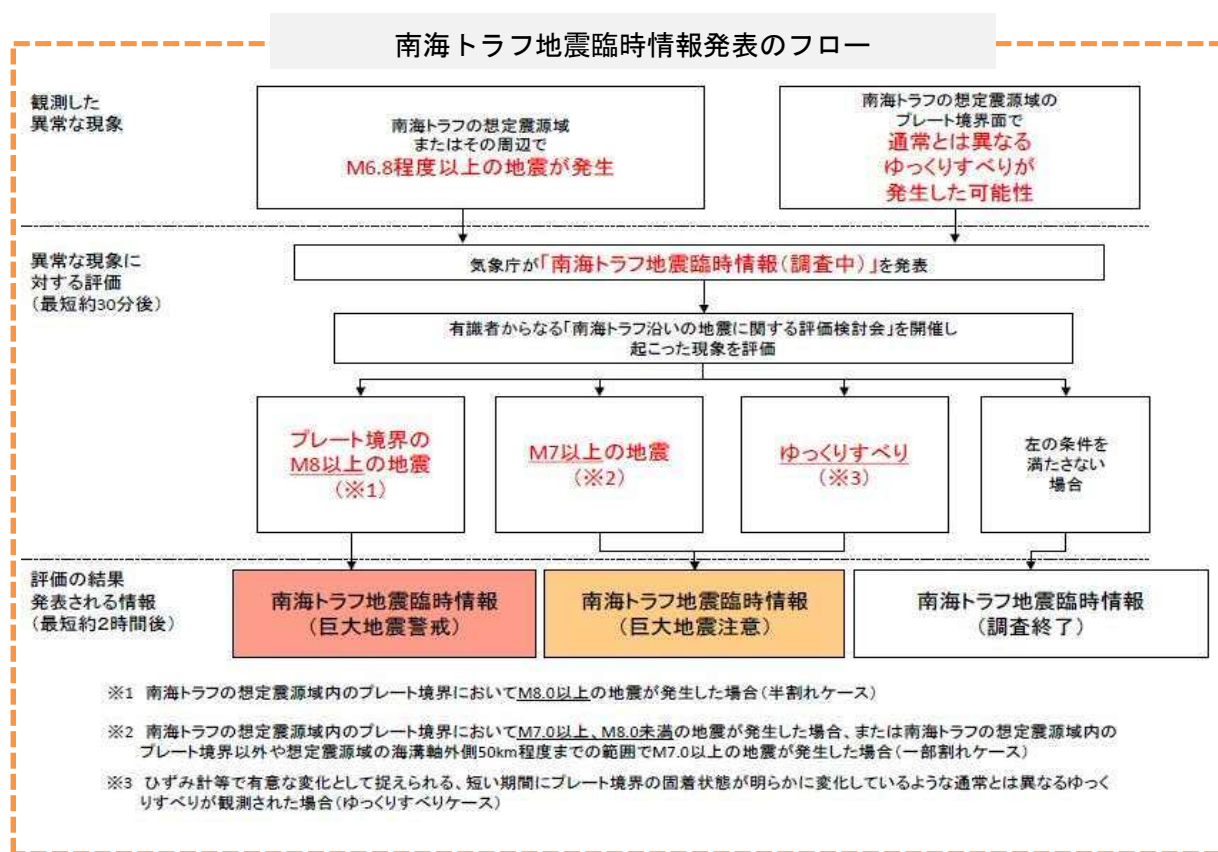 南海トラフ地震臨時情報発表のフロー
観測した
異常な現象
南海トラフの想定震源域
またはその周辺で
M6.8程度以上の地震が発生
南海トラフの想定震源域の
プレート境界面で
通常とは異なる
ゆっくりすべりが
発生した可能性
異常な現象に
対する評価
(最短約30分後)
気象庁が「南海トラフ地震臨時情報(調査中)」を発表
有識者からなる「南海トラフ沿いの地震に関する評価検討会」を開催し
起こった現象を評価
プレート境界の
M8以上の地震
(※1)
M7以上の地震
(※2)
ゆっくりすべり
(※3)
左の条件を
満たさない
場合
評価の結果
発表される情報
(最短約2時間後)
南海トラフ地震臨時情報
(巨大地震警戒)
南海トラフ地震臨時情報
(巨大地震注意)
南海トラフ地震臨時情報
(調査終了)
※1 南海トラフの想定震源域内のプレート境界においてM8.0以上の地震が発生した場合(半割れケース)
※2 南海トラフの想定震源域内のプレート境界においてM7.0以上、M8.0未満の地震が発生した場合、または南海トラフの想定震源域内の
プレート境界以外や想定震源域の海溝軸外側50km程度までの範囲でM7.0以上の地震が発生した場合(一部割れケース)
※3 ひずみ計等で有意な変化として捉えられる、短い期間にプレート境界の固着状態が明らかに変化しているような通常とは異なるゆっく
りすべりが観測された場合(ゆっくりすべりケース)